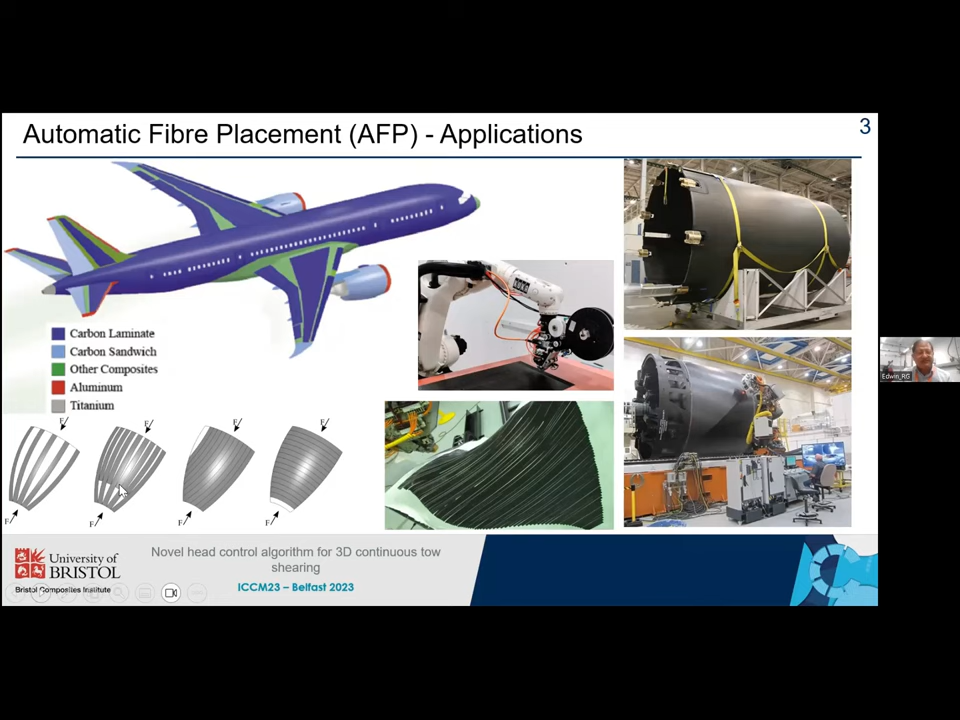 Automatic Fibre Placement (AFP) - Applications
3
Carbon Laminate
Carbon Sandwich
Other Composites
Aluminum
Titanium
F
F
F
F
F
F
F
F
Edwin_RG
University of
BRISTOL
Bristol Composites Institute
Novel head control algorithm for 3D continuous tow
shearing
ICCM23 – Belfast 2023